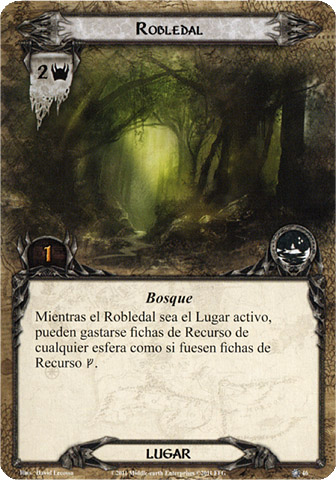 Robledal
2
1
Bosque
Mientras el Robledal sea el Lugar activo,
pueden gastarse fichas de Recurso de
cualquier esfera como si fuesen fichas de
Recurso ᚠ.
LUGAR